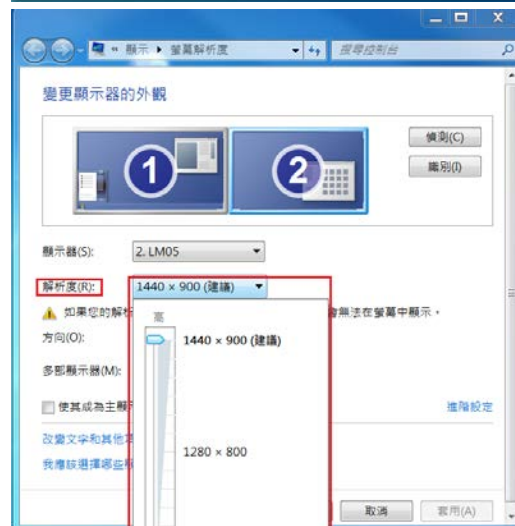 « 顯示 ▸ 螢幕解析度
搜尋控制台
變更顯示器的外觀
1
2
偵測(C)
識別(I)
顯示器(S): 2. LM05
解析度(R): 1440 × 900 (建議)
如果您的解析 會無法在螢幕中顯示。
高
方向(O): 1440 × 900 (建議)
多部顯示器(M):
使其成為主顯 進階設定
改變文字和其他 1280 × 800
我應該選擇哪些
取消 套用(A)